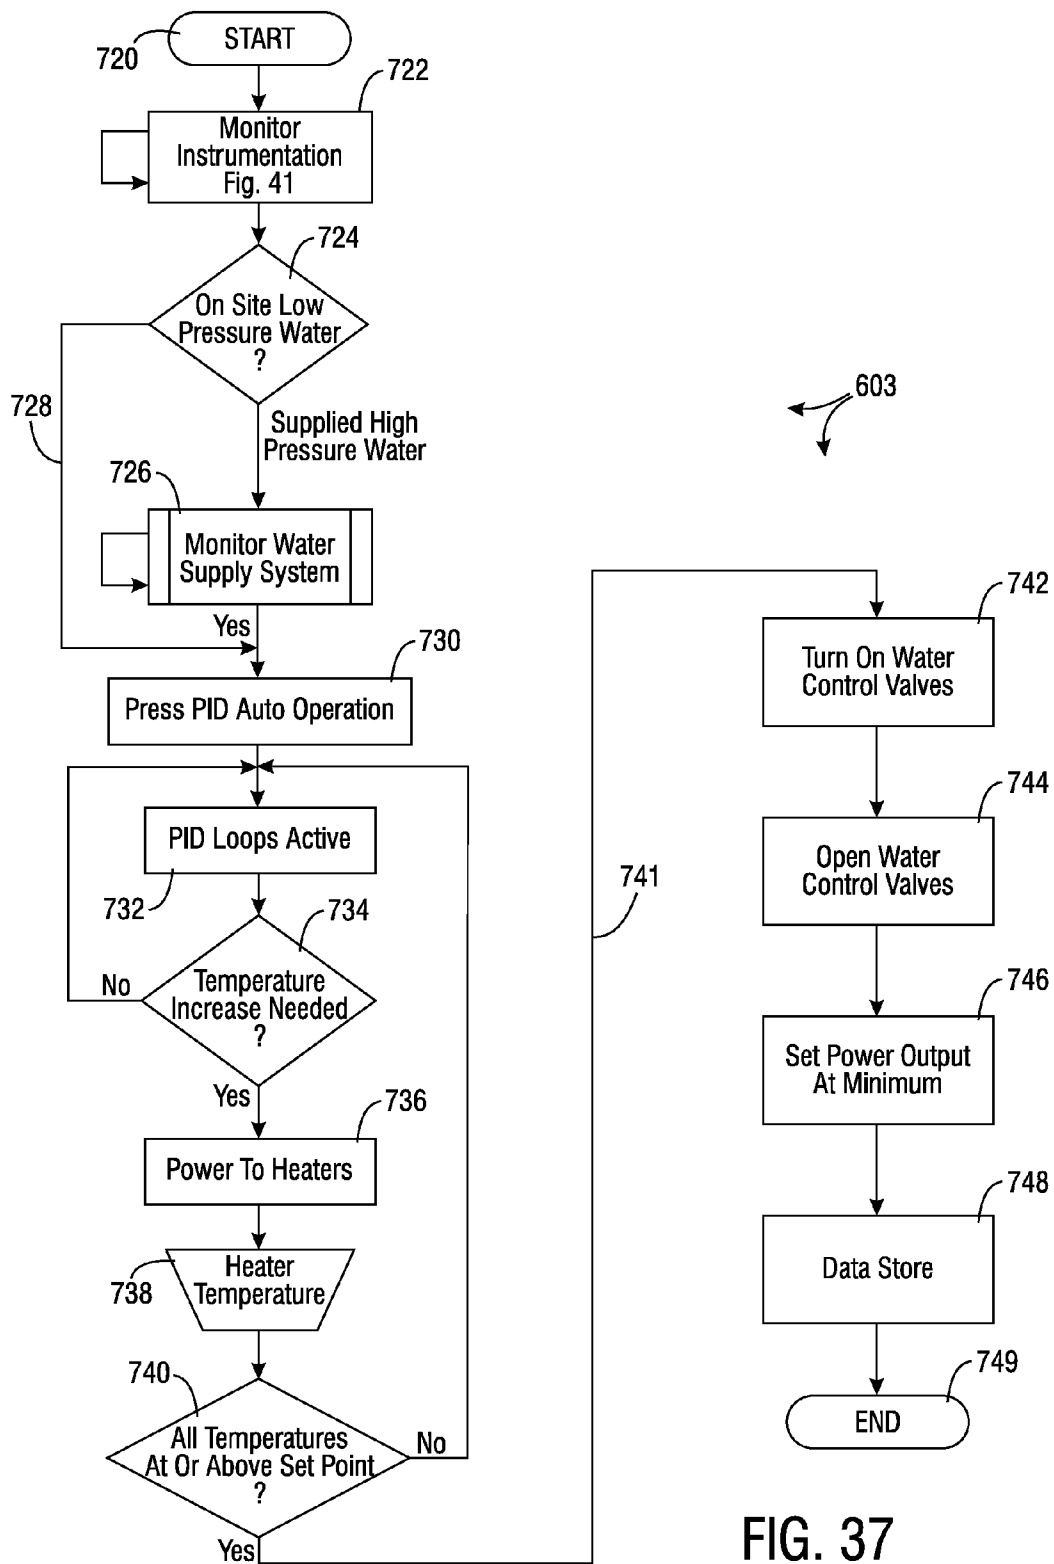 START
720
722
Monitor
Instrumentation
Fig. 41
724
On Site Low
Pressure Water
?
728
Supplied High
Pressure Water
726
Monitor Water
Supply System
Yes
730
Press PID Auto Operation
PID Loops Active
732
734
Temperature
Increase Needed
?
No
Yes
736
Power To Heaters
Heater
Temperature
738
740
All Temperatures
At Or Above Set Point
?
No
Yes
603
741
742
Turn On Water
Control Valves
744
Open Water
Control Valves
746
Set Power Output
At Minimum
748
Data Store
749
END
FIG. 37